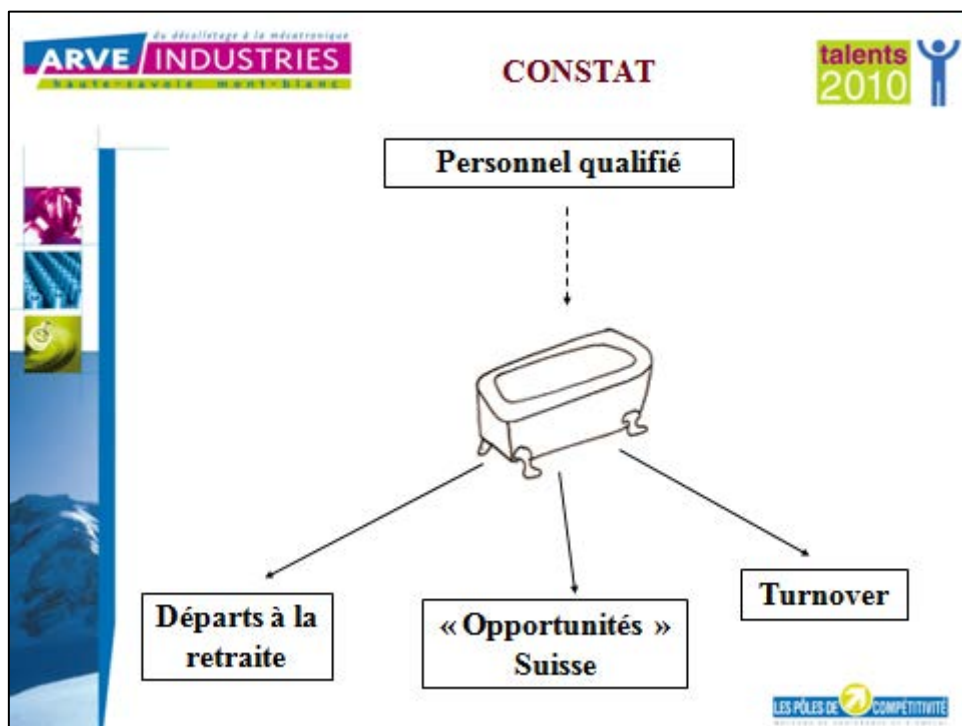 du décolletage à la mécatronique
ARVE INDUSTRIES
haute-savoie mont-blanc
CONSTAT
talents
2010
Personnel qualifié
Départs à la
retraite
« Opportunités »
Suisse
Turnover
LES PÔLES DE COMPÉTITIVITÉ